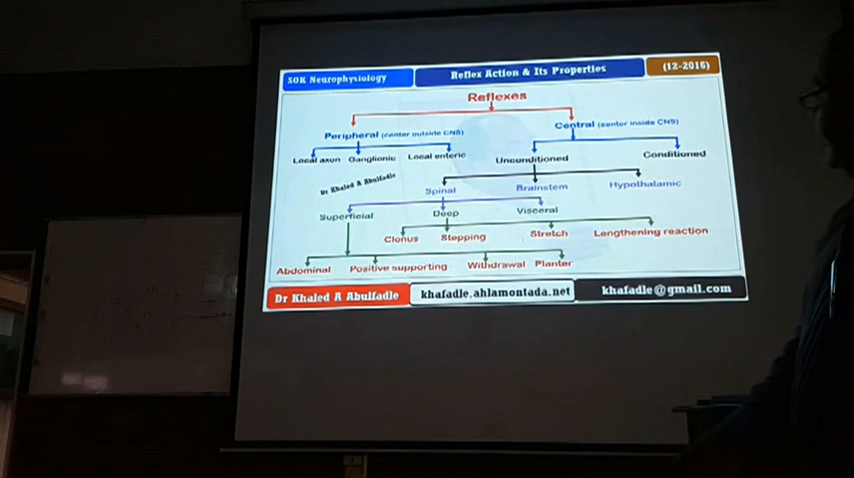 SOK Neurophysiology
Reflex Action & Its Properties
(12-2016)
Reflexes
Peripheral (center outside CNS)
Central (center inside CNS)
Local axon Ganglionic Local enteric
Unconditioned
Conditioned
Dr Khaled A Abulfadle
Spinal Brainstem Hypothalamic
Superficial Deep Visceral
Clonus Stepping Stretch Lengthening reaction
Abdominal Positive supporting Withdrawal Planter
Dr Khaled A Abulfadle
khafadle.ahlamontada.net
khafadle@gmail.com